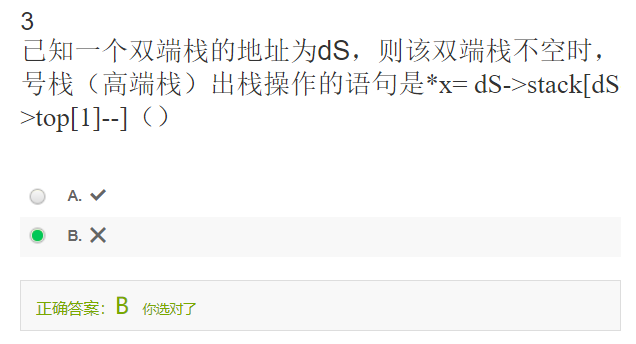 3
已知一个双端栈的地址为dS，则该双端栈不空时，
号栈（高端栈）出栈操作的语句是*x= dS->stack[dS
>top[1]--]（）
A. ✓
B. ✕
正确答案：B 你选对了